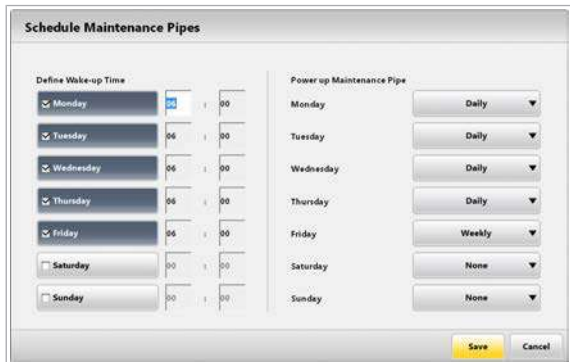 Schedule Maintenance Pipes
Define Wake-up Time
Power up Maintenance Pipe
Monday 06 : 00 Monday Daily
Tuesday 06 : 00 Tuesday Daily
Wednesday 06 : 00 Wednesday Daily
Thursday 06 : 00 Thursday Daily
Friday 06 : 00 Friday Weekly
Saturday 00 : 00 Saturday None
Sunday 00 : 00 Sunday None
Save Cancel